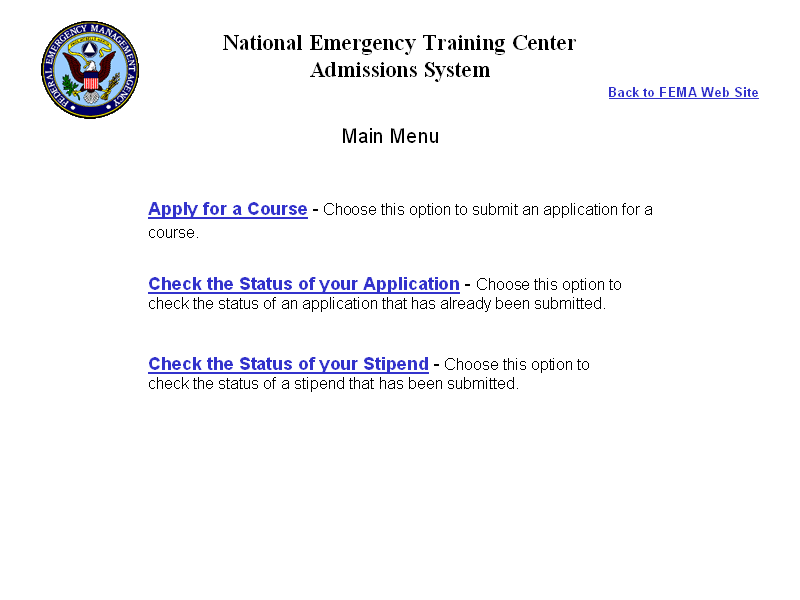 FEDERAL EMERGENCY MANAGEMENT AGENCY
National Emergency Training Center
Admissions System
Back to FEMA Web Site
Main Menu
Apply for a Course - Choose this option to submit an application for a
course.
Check the Status of your Application - Choose this option to
check the status of an application that has already been submitted.
Check the Status of your Stipend - Choose this option to
check the status of a stipend that has been submitted.